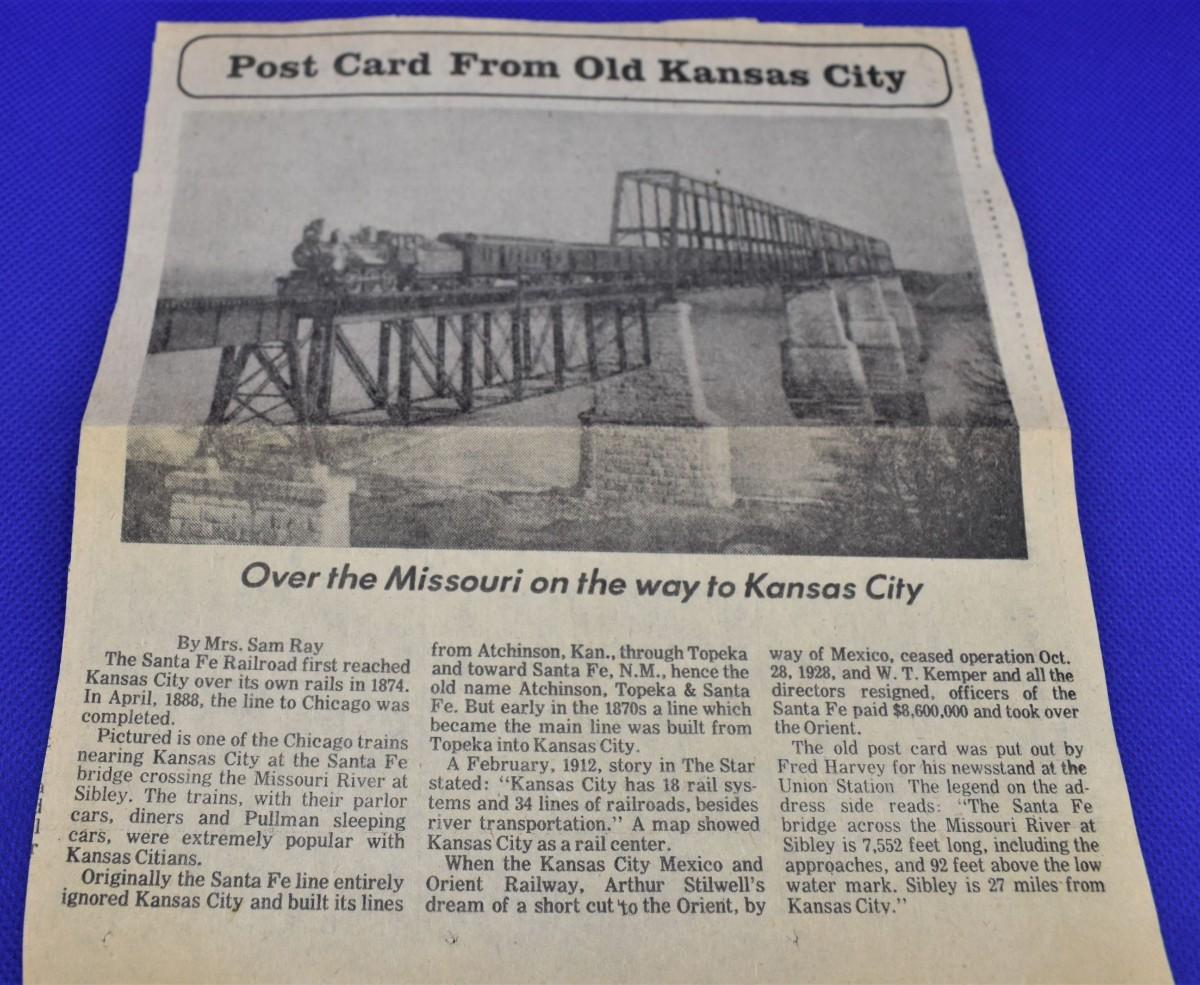 Post Card From Old Kansas City
Over the Missouri on the way to Kansas City
By Mrs. Sam Ray
The Santa Fe Railroad first reached
Kansas City over its own rails in 1874.
In April, 1888, the line to Chicago was
completed.
Pictured is one of the Chicago trains
nearing Kansas City at the Santa Fe
bridge crossing the Missouri River at
Sibley. The trains, with their parlor
cars, diners and Pullman sleeping
cars, were extremely popular with
Kansas Citians.
Originally the Santa Fe line entirely
ignored Kansas City and built its lines
from Atchinson, Kan., through Topeka
and toward Santa Fe, N.M., hence the
old name Atchinson, Topeka & Santa
Fe. But early in the 1870s a line which
became the main line was built from
Topeka into Kansas City.
A February, 1912, story in The Star
stated: "Kansas City has 18 rail sys-
tems and 34 lines of railroads, besides
river transportation." A map showed
Kansas City as a rail center.
When the Kansas City Mexico and
Orient Railway, Arthur Stilwell's
dream of a short cut to the Orient, by
way of Mexico, ceased operation Oct.
28, 1928, and W. T. Kemper and all the
directors resigned, officers of the
Santa Fe paid $8,600,000 and took over
the Orient.
The old post card was put out by
Fred Harvey for his newsstand at the
Union Station The legend on the ad-
dress side reads: "The Santa Fe
bridge across the Missouri River at
Sibley is 7,552 feet long, including the
approaches, and 92 feet above the low
water mark. Sibley is 27 miles from
Kansas City."